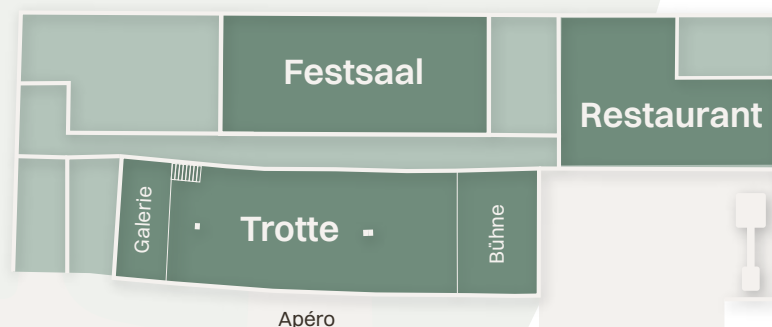 Festsaal
Restaurant
Galerie
Trotte
Bühne
Apéro